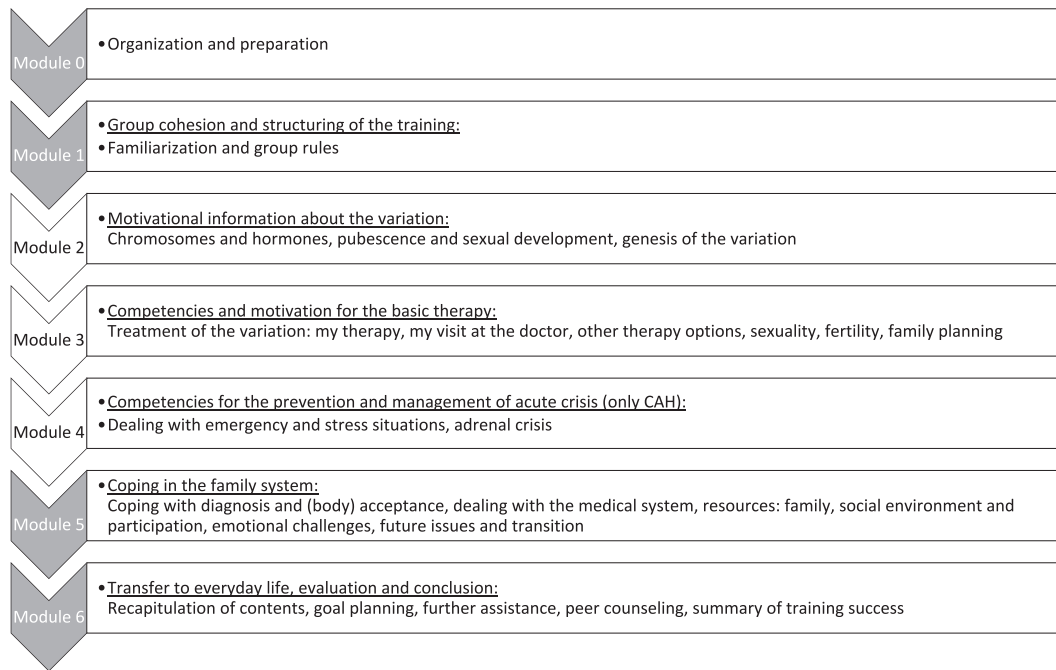 Module 0
•Organization and preparation
Module 1
•Group cohesion and structuring of the training:
•Familiarization and group rules
Module 2
•Motivational information about the variation:
Chromosomes and hormones, pubescence and sexual development, genesis of the variation
Module 3
•Competencies and motivation for the basic therapy:
Treatment of the variation: my therapy, my visit at the doctor, other therapy options, sexuality, fertility, family planning
Module 4
•Competencies for the prevention and management of acute crisis (only CAH):
•Dealing with emergency and stress situations, adrenal crisis
Module 5
•Coping in the family system:
Coping with diagnosis and (body) acceptance, dealing with the medical system, resources: family, social environment and
participation, emotional challenges, future issues and transition
Module 6
•Transfer to everyday life, evaluation and conclusion:
Recapitulation of contents, goal planning, further assistance, peer counseling, summary of training success